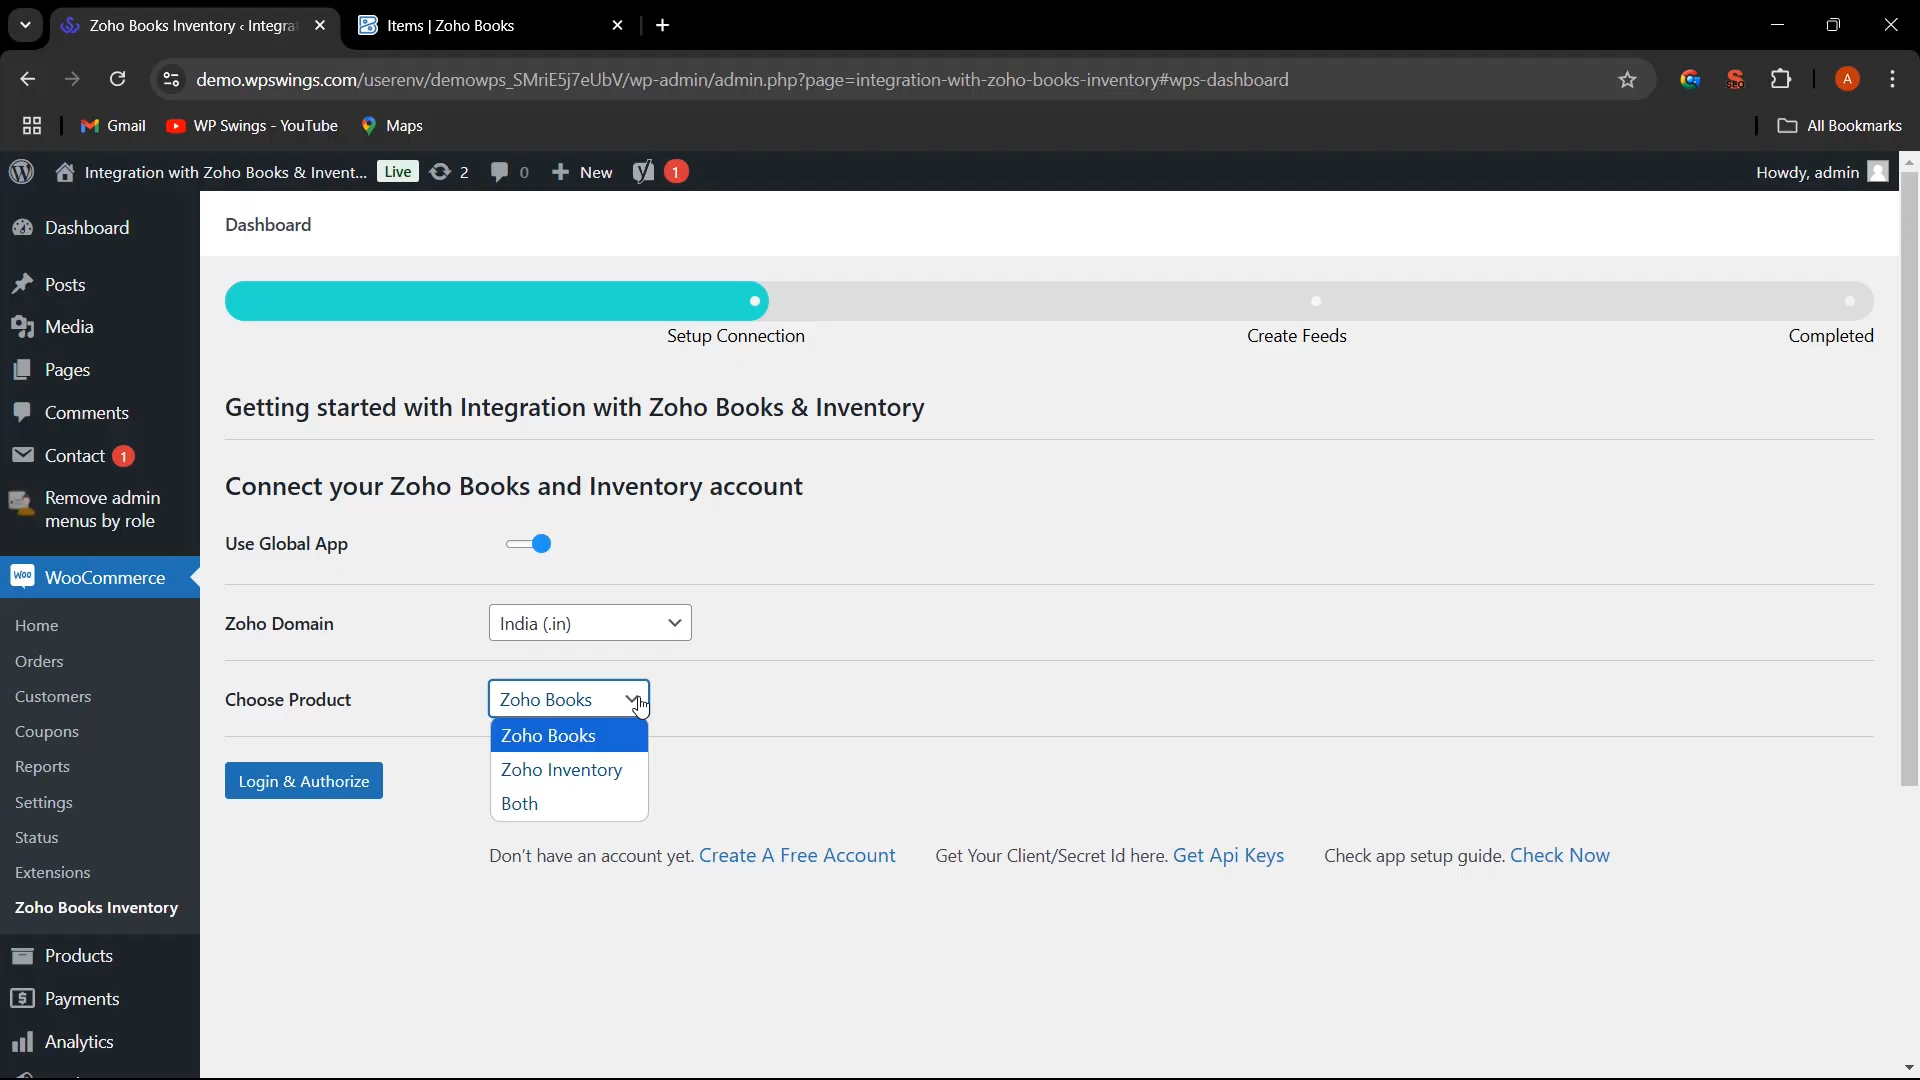 Zoho Books Inventory ‹ Integra
Items | Zoho Books
demo.wpswings.com/userenv/demowps_SMriE5j7eUbV/wp-admin/admin.php?page=integration-with-zoho-books-inventory#wps-dashboard
SEO
A
Gmail
WP Swings - YouTube
Maps
All Bookmarks
Integration with Zoho Books & Invent... Live 2 0 New 1
Howdy, admin
Dashboard
Posts
Media
Pages
Comments
Contact 1
Remove admin
menus by role
Woo WooCommerce
Home
Orders
Customers
Coupons
Reports
Settings
Status
Extensions
Zoho Books Inventory
Products
Payments
Analytics
Dashboard
Setup Connection
Create Feeds
Completed
Getting started with Integration with Zoho Books & Inventory
Connect your Zoho Books and Inventory account
Use Global App
Zoho Domain
India (.in)
Choose Product
Zoho Books
Zoho Books
Zoho Inventory
Both
Login & Authorize
Don't have an account yet. Create A Free Account
Get Your Client/Secret Id here. Get Api Keys
Check app setup guide. Check Now